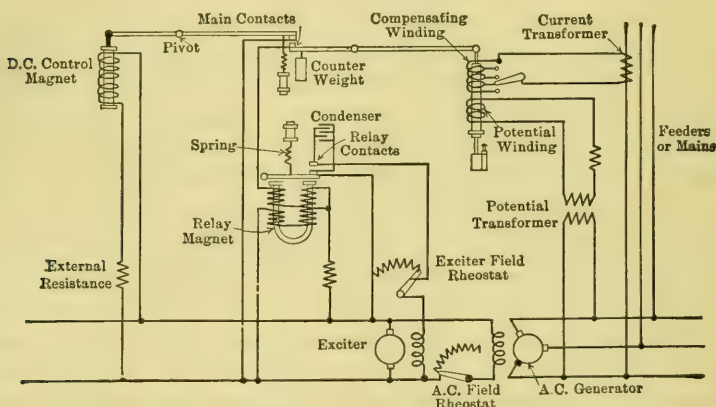 Main Contacts
Compensating
Winding
Current
Transformer
Pivot
D.C. Control
Magnet
Counter
Weight
Condenser
Relay
Contacts
Spring
Potential
Winding
Feeders
or Mains
Potential
Transformer
Relay
Magnet
External
Resistance
Exciter Field
Rheostat
Exciter
A.C. Field
Rheostat
A.C. Generator